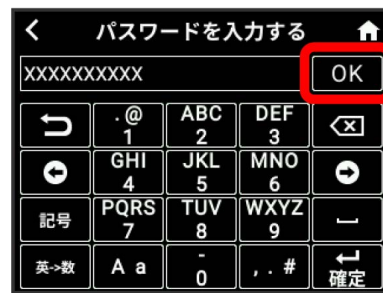 パスワードを入力する
XXXXXXXXXX OK
.@ ABC DEF
1 2 3
GHI JKL MNO
4 5 6
記号 PQRS TUV WXYZ
7 8 9
英->数 A a - , . # 確定
0